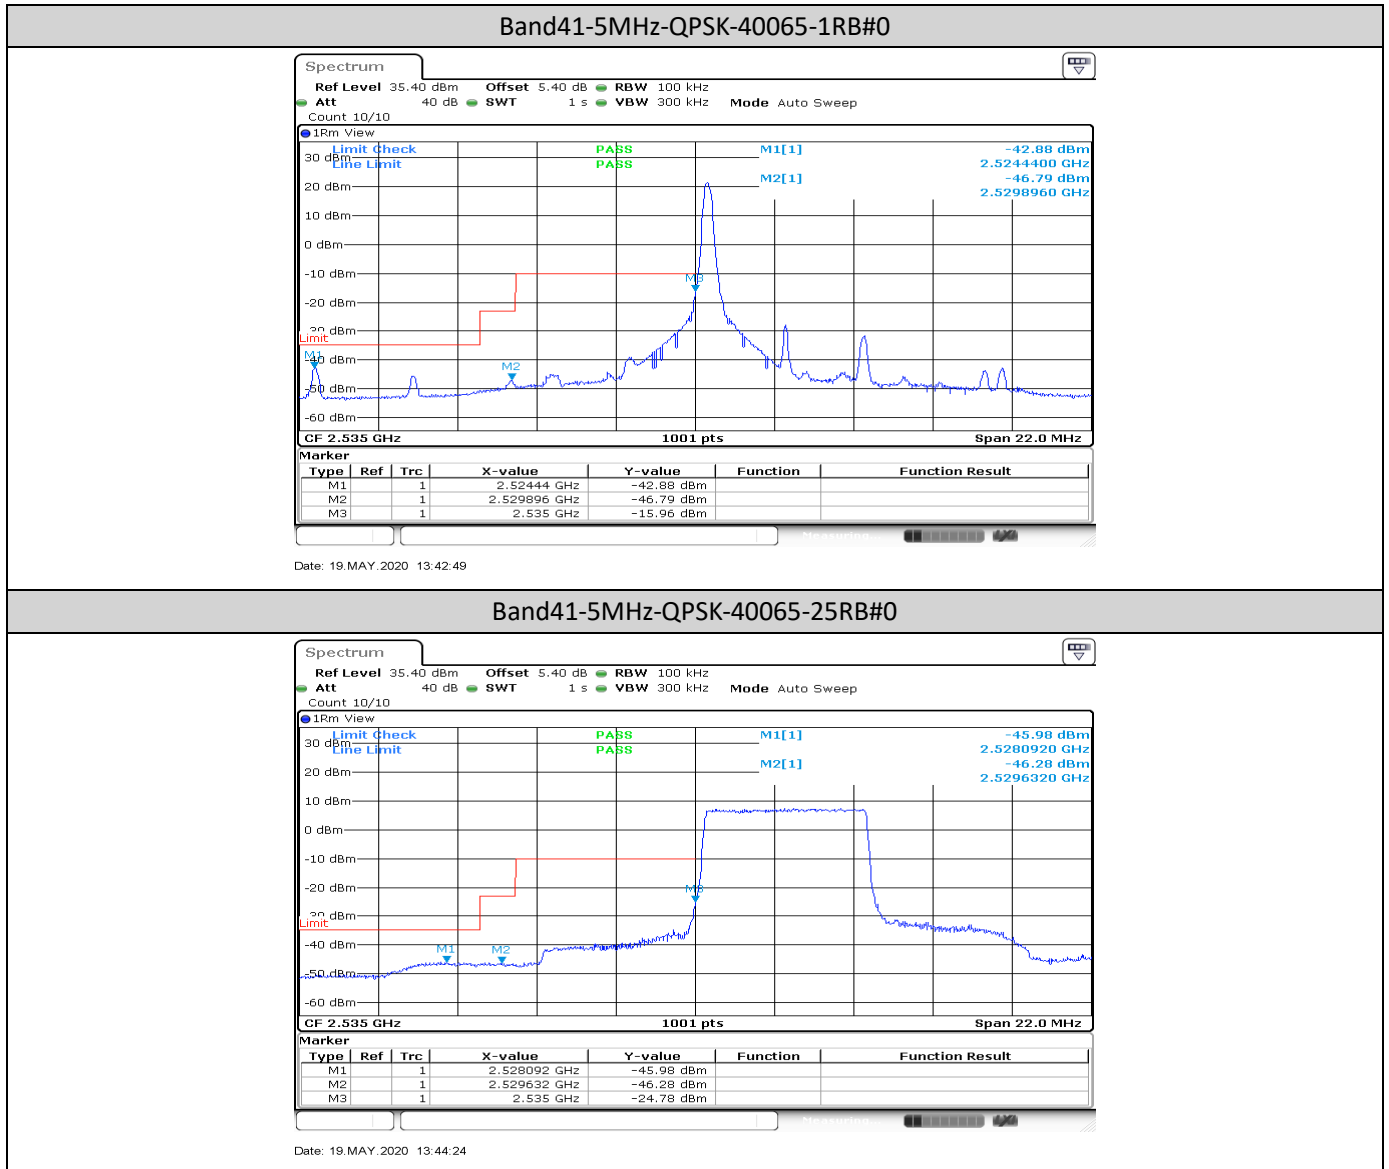 Band41-5MHz-QPSK-40065-1RB#0
Spectrum
Ref Level 35.40 dBm Offset 5.40 dB RBW 100 kHz
Att 40 dB SWT 1 s VBW 300 kHz Mode Auto Sweep
Count 10/10
1Rm View
Limit Check PASS M1[1] -42.88 dBm
30 dBm
Line Limit PASS 2.5244400 GHz
M2[1] -46.79 dBm
20 dBm
2.5298960 GHz
10 dBm
0 dBm
-10 dBm
M3
-20 dBm
-30 dBm
Limit
M1
-40 dBm
M2
-50 dBm
-60 dBm
CF 2.535 GHz 1001 pts Span 22.0 MHz
Marker
Type Ref Trc X-value Y-value Function Function Result
M1 1 2.52444 GHz -42.88 dBm
M2 1 2.529896 GHz -46.79 dBm
M3 1 2.535 GHz -15.96 dBm
Measuring...
Date: 19.MAY.2020 13:42:49
Band41-5MHz-QPSK-40065-25RB#0
Spectrum
Ref Level 35.40 dBm Offset 5.40 dB RBW 100 kHz
Att 40 dB SWT 1 s VBW 300 kHz Mode Auto Sweep
Count 10/10
1Rm View
Limit Check PASS M1[1] -45.98 dBm
30 dBm
Line Limit PASS 2.5280920 GHz
M2[1] -46.28 dBm
20 dBm
2.5296320 GHz
10 dBm
0 dBm
-10 dBm
-20 dBm
M3
-30 dBm
Limit
-40 dBm
M1 M2
-50 dBm
-60 dBm
CF 2.535 GHz 1001 pts Span 22.0 MHz
Marker
Type Ref Trc X-value Y-value Function Function Result
M1 1 2.528092 GHz -45.98 dBm
M2 1 2.529632 GHz -46.28 dBm
M3 1 2.535 GHz -24.78 dBm
Measuring...
Date: 19.MAY.2020 13:44:24